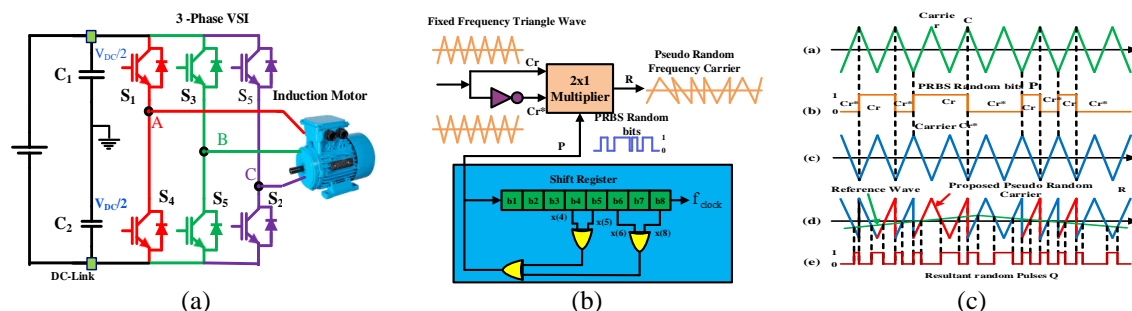 3 -Phase VSI
V_DC/2
C1
S1
S3
S5
Induction Motor
A
B
C
V_DC/2
C2
S4
S5
S2
DC-Link
(a)
Fixed Frequency Triangle Wave
Cr
Cr*
2x1
Multiplier
R
Pseudo Random
Frequency Carrier
PRBS Random
bits
1
0
P
Shift Register
b1 b2 b3 b4 b5 b6 b7 b8
f clock
x(4)
x(5)
x(6)
x(8)
(b)
Carrie
r
C
(a)
PRBS Random bits P
1
0
(b)
Cr* Cr Cr* Cr Cr* Cr Cr* Cr Cr*
Carrier Cr*
(c)
Reference Wave
Proposed Pseudo Random
Carrier
R
(d)
(e)
1
0
Resultant random Pulses Q
(c)